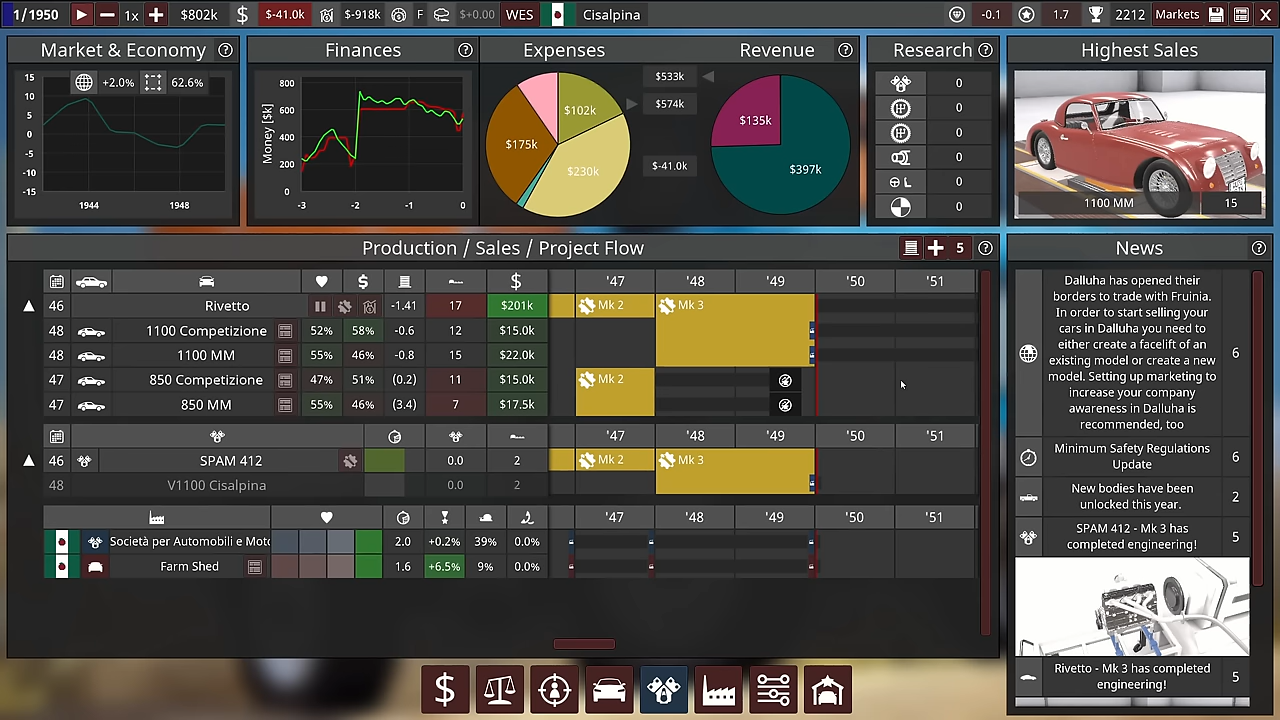 1/1950 1x $802k $-41.0k $-918k F $+0.00 WES Cisalpina -0.1 1.7 2212 Markets X
Market & Economy
+2.0% 62.6%
15
10
5
0
-5
-10
-15
1944 1948
Finances
Money [$k]
800
600
400
200
0
-3 -2 -1 0
Expenses
$102k
$175k
$230k
$533k
$574k
$-41.0k
Revenue
$135k
$397k
Research
0
0
0
0
0
0
Highest Sales
1100 MM 15
Production / Sales / Project Flow
5
$ $ '47 '48 '49 '50 '51
46 Rivetto -1.41 17 $201k Mk 2 Mk 3
48 1100 Competizione 52% 58% -0.6 12 $15.0k
48 1100 MM 55% 46% -0.8 15 $22.0k
47 850 Competizione 47% 51% (0.2) 11 $15.0k Mk 2
47 850 MM 55% 46% (3.4) 7 $17.5k
'47 '48 '49 '50 '51
46 SPAM 412 0.0 2 Mk 2 Mk 3
48 V1100 Cisalpina 0.0 2
'47 '48 '49 '50 '51
Società per Automobili e Moto 2.0 +0.2% 39% 0.0%
Farm Shed 1.6 +6.5% 9% 0.0%
News
Dalluha has opened their
borders to trade with Fruinia.
In order to start selling your
cars in Dalluha you need to
either create a facelift of an
existing model or create a new
model. Setting up marketing to
increase your company
awareness in Dalluha is
recommended, too
6
Minimum Safety Regulations
Update
6
New bodies have been
unlocked this year.
2
SPAM 412 - Mk 3 has
completed engineering!
5
Rivetto - Mk 3 has completed
engineering!
5
$